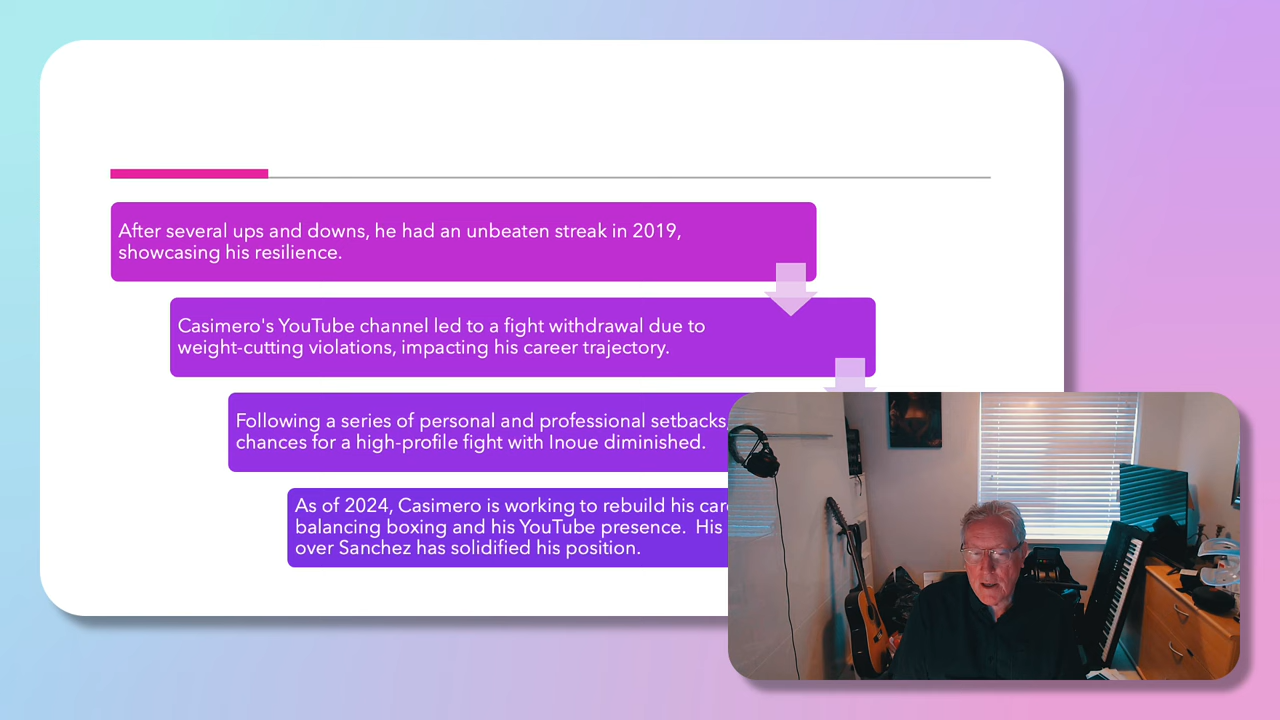 After several ups and downs, he had an unbeaten streak in 2019,
showcasing his resilience.
Casimero's YouTube channel led to a fight withdrawal due to
weight-cutting violations, impacting his career trajectory.
Following a series of personal and professional setbacks,
chances for a high-profile fight with Inoue diminished.
As of 2024, Casimero is working to rebuild his
balancing boxing and his YouTube presence. His
over Sanchez has solidified his position.